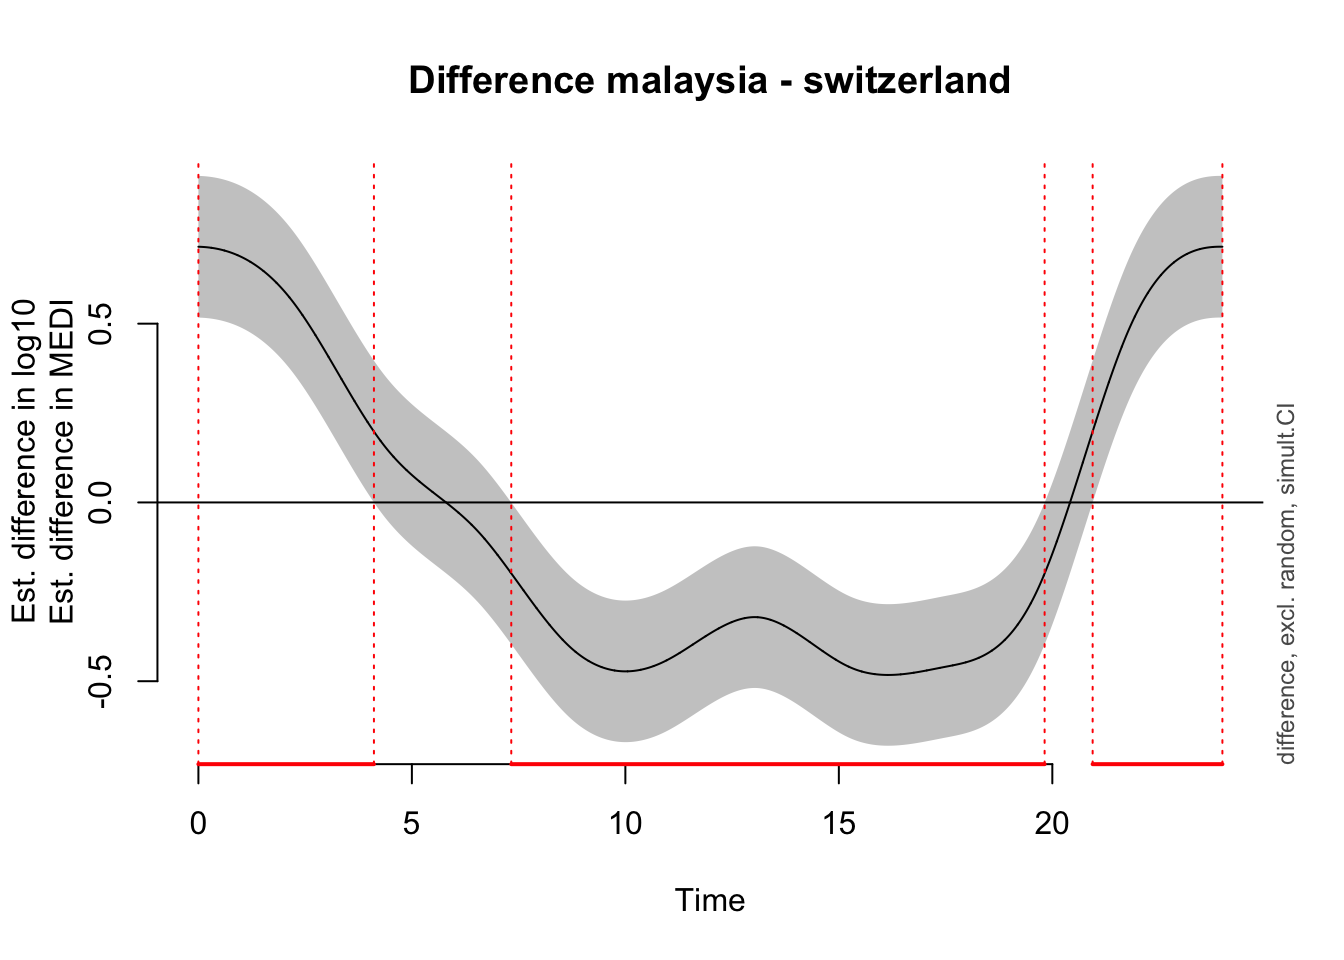 Difference malaysia - switzerland
Est. difference in log10
Est. difference in MEDI
0.5
0.0
-0.5
0
5
10
15
20
Time
difference, excl. random, simult.CI